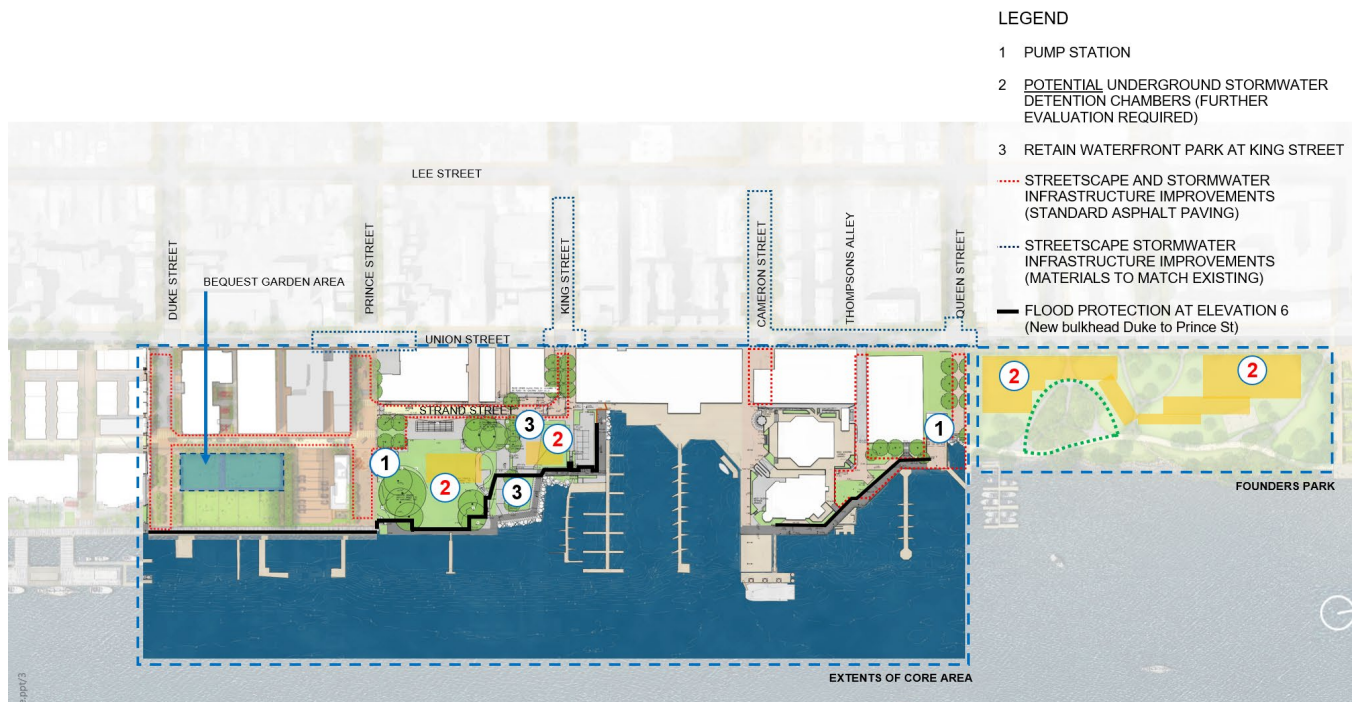 LEGEND
1 PUMP STATION
2 POTENTIAL UNDERGROUND STORMWATER
DETENTION CHAMBERS (FURTHER
EVALUATION REQUIRED)
3 RETAIN WATERFRONT PARK AT KING STREET
STREETSCAPE AND STORMWATER
INFRASTRUCTURE IMPROVEMENTS
(STANDARD ASPHALT PAVING)
STREETSCAPE STORMWATER
INFRASTRUCTURE IMPROVEMENTS
(MATERIALS TO MATCH EXISTING)
FLOOD PROTECTION AT ELEVATION 6
(New bulkhead Duke to Prince St)
LEE STREET
DUKE STREET
BEQUEST GARDEN AREA
PRINCE STREET
KING STREET
CAMERON STREET
THOMPSONS ALLEY
QUEEN STREET
UNION STREET
STRAND STREET
1
2
3
2
3
1
2
2
FOUNDERS PARK
EXTENTS OF CORE AREA
.ppt/3